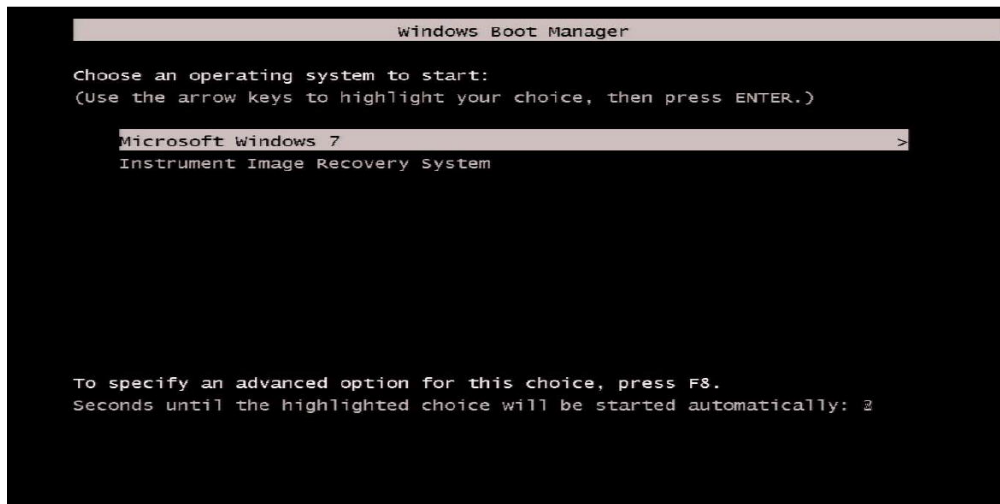 Windows Boot Manager
Choose an operating system to start:
(Use the arrow keys to highlight your choice, then press ENTER.)
Microsoft Windows 7 >
Instrument Image Recovery System
To specify an advanced option for this choice, press F8.
Seconds until the highlighted choice will be started automatically: